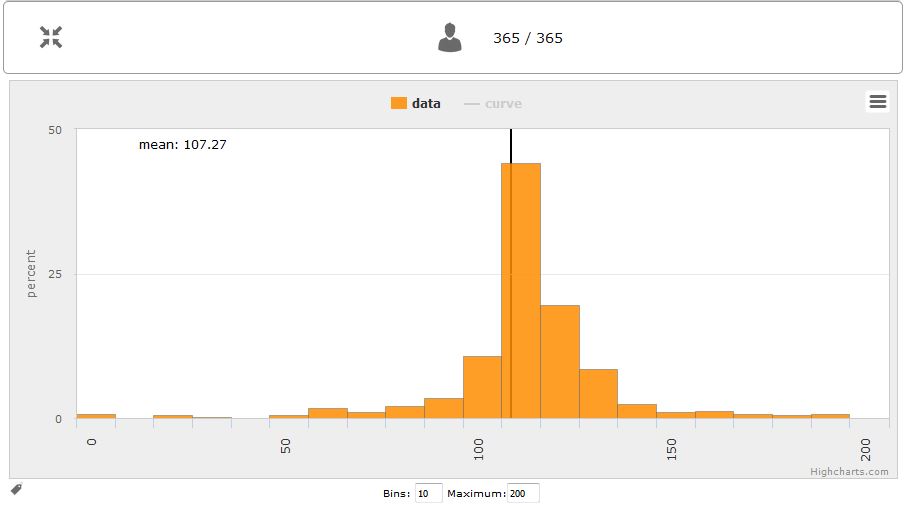 365 / 365
data curve
50
mean: 107.27
percent
25
0
0 50 100 150 200
Highcharts.com
Bins: 10 Maximum: 200